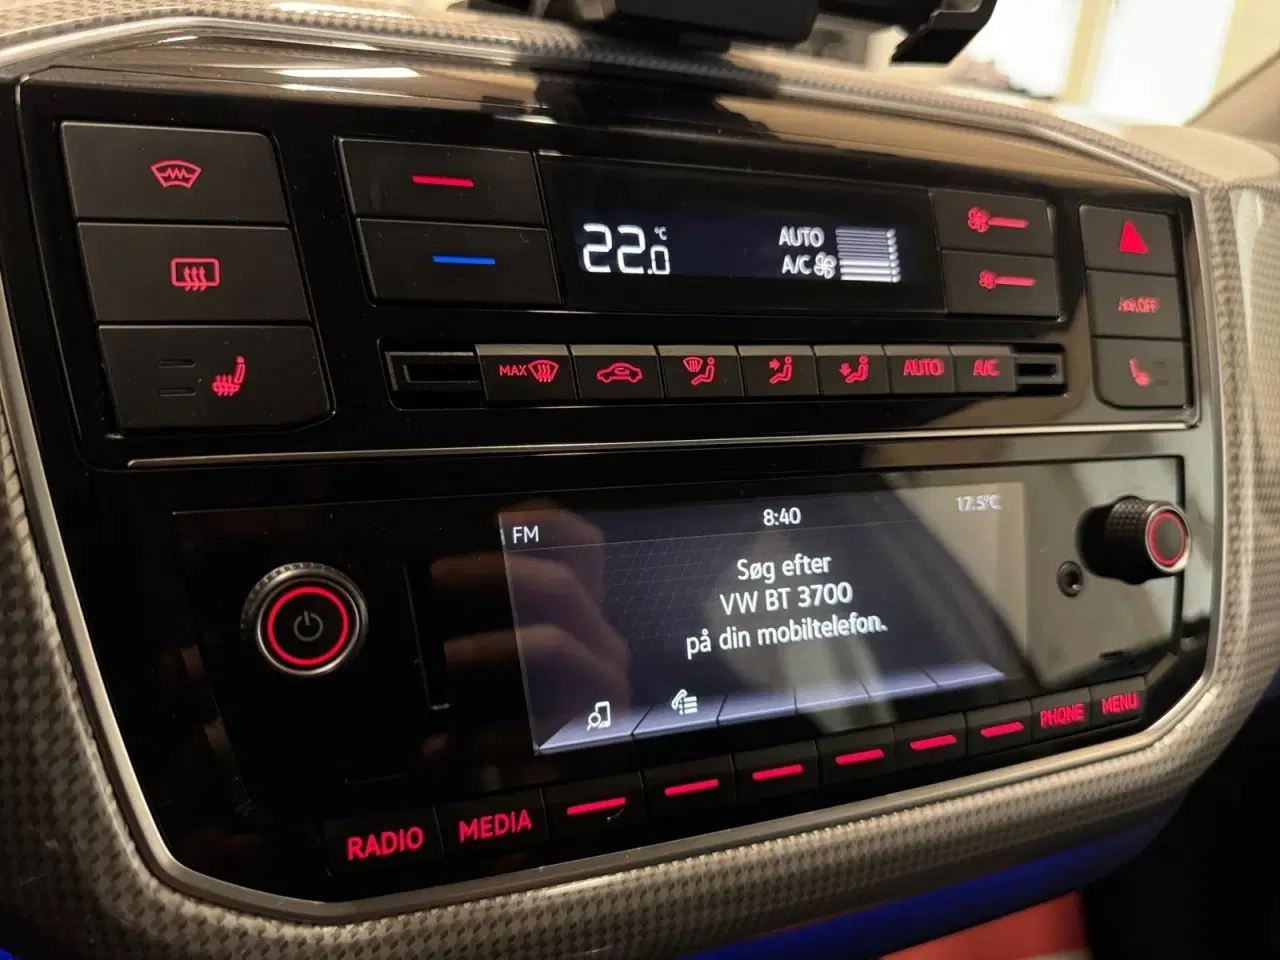 22.0 °C
AUTO
A/C
MAX
AUTO
A/C
OFF
FM
8:40
17.5°C
Søg efter
VW BT 3700
på din mobiltelefon.
RADIO
MEDIA
PHONE
MENU